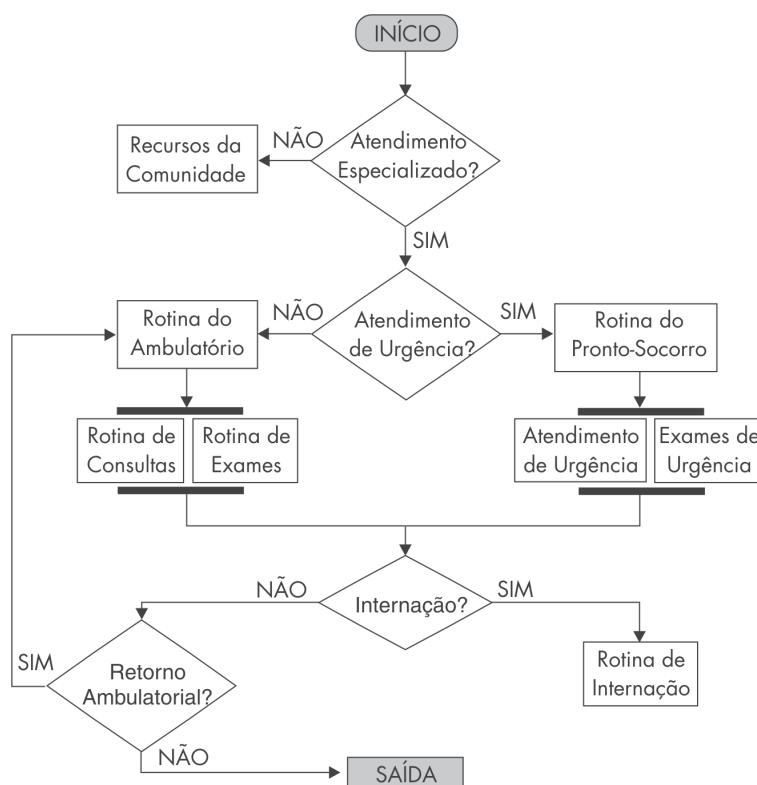 INÍCIO
NÃO
Atendimento
Especializado?
Recursos da
Comunidade
SIM
NÃO
Atendimento
de Urgência?
SIM
Rotina do
Ambulatório
Rotina do
Pronto-Socorro
Rotina de
Consultas
Rotina de
Exames
Atendimento
de Urgência
Exames de
Urgência
NÃO
Internação?
SIM
SIM
Retorno
Ambulatorial?
Rotina de
Internação
NÃO
SAÍDA